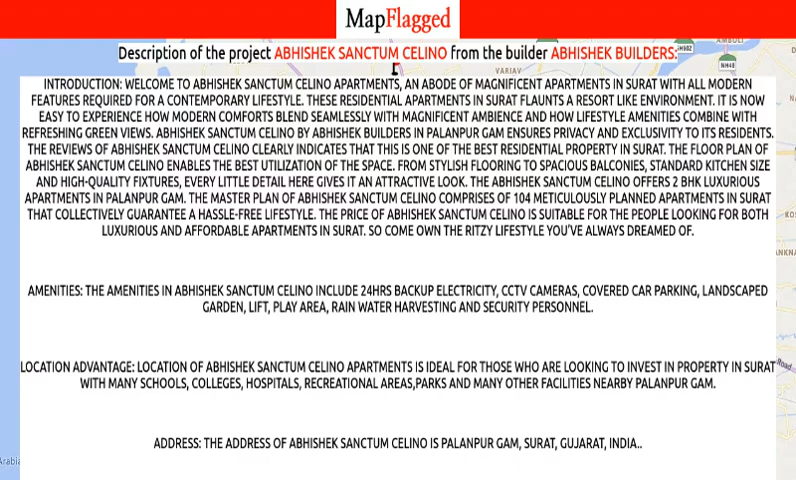 MapFlagged
Description of the project ABHISHEK SANCTUM CELINO from the builder ABHISHEK BUILDERS:
INTRODUCTION: WELCOME TO ABHISHEK SANCTUM CELINO APARTMENTS, AN ABODE OF MAGNIFICENT APARTMENTS IN SURAT WITH ALL MODERN
FEATURES REQUIRED FOR A CONTEMPORARY LIFESTYLE. THESE RESIDENTIAL APARTMENTS IN SURAT FLAUNTS A RESORT LIKE ENVIRONMENT. IT IS NOW
EASY TO EXPERIENCE HOW MODERN COMFORTS BLEND SEAMLESSLY WITH MAGNIFICENT AMBIENCE AND HOW LIFESTYLE AMENITIES COMBINE WITH
REFRESHING GREEN VIEWS. ABHISHEK SANCTUM CELINO BY ABHISHEK BUILDERS IN PALANPUR GAM ENSURES PRIVACY AND EXCLUSIVITY TO ITS RESIDENTS.
THE REVIEWS OF ABHISHEK SANCTUM CELINO CLEARLY INDICATES THAT THIS IS ONE OF THE BEST RESIDENTIAL PROPERTY IN SURAT. THE FLOOR PLAN OF
ABHISHEK SANCTUM CELINO ENABLES THE BEST UTILIZATION OF THE SPACE. FROM STYLISH FLOORING TO SPACIOUS BALCONIES, STANDARD KITCHEN SIZE
AND HIGH-QUALITY FIXTURES, EVERY LITTLE DETAIL HERE GIVES IT AN ATTRACTIVE LOOK. THE ABHISHEK SANCTUM CELINO OFFERS 2 BHK LUXURIOUS
APARTMENTS IN PALANPUR GAM. THE MASTER PLAN OF ABHISHEK SANCTUM CELINO COMPRISES OF 104 METICULOUSLY PLANNED APARTMENTS IN SURAT
THAT COLLECTIVELY GUARANTEE A HASSLE-FREE LIFESTYLE. THE PRICE OF ABHISHEK SANCTUM CELINO IS SUITABLE FOR THE PEOPLE LOOKING FOR BOTH
LUXURIOUS AND AFFORDABLE APARTMENTS IN SURAT. SO COME OWN THE RITZY LIFESTYLE YOU'VE ALWAYS DREAMED OF.
AMENITIES: THE AMENITIES IN ABHISHEK SANCTUM CELINO INCLUDE 24HRS BACKUP ELECTRICITY, CCTV CAMERAS, COVERED CAR PARKING, LANDSCAPED
GARDEN, LIFT, PLAY AREA, RAIN WATER HARVESTING AND SECURITY PERSONNEL.
LOCATION ADVANTAGE: LOCATION OF ABHISHEK SANCTUM CELINO APARTMENTS IS IDEAL FOR THOSE WHO ARE LOOKING TO INVEST IN PROPERTY IN SURAT
WITH MANY SCHOOLS, COLLEGES, HOSPITALS, RECREATIONAL AREAS,PARKS AND MANY OTHER FACILITIES NEARBY PALANPUR GAM.
ADDRESS: THE ADDRESS OF ABHISHEK SANCTUM CELINO IS PALANPUR GAM, SURAT, GUJARAT, INDIA..
VARIAV
NH48
Road